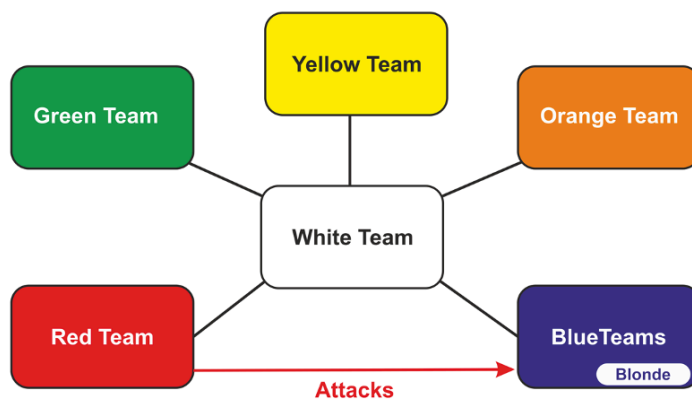 Yellow Team
Green Team
Orange Team
White Team
Red Team
BlueTeams
Blonde
Attacks